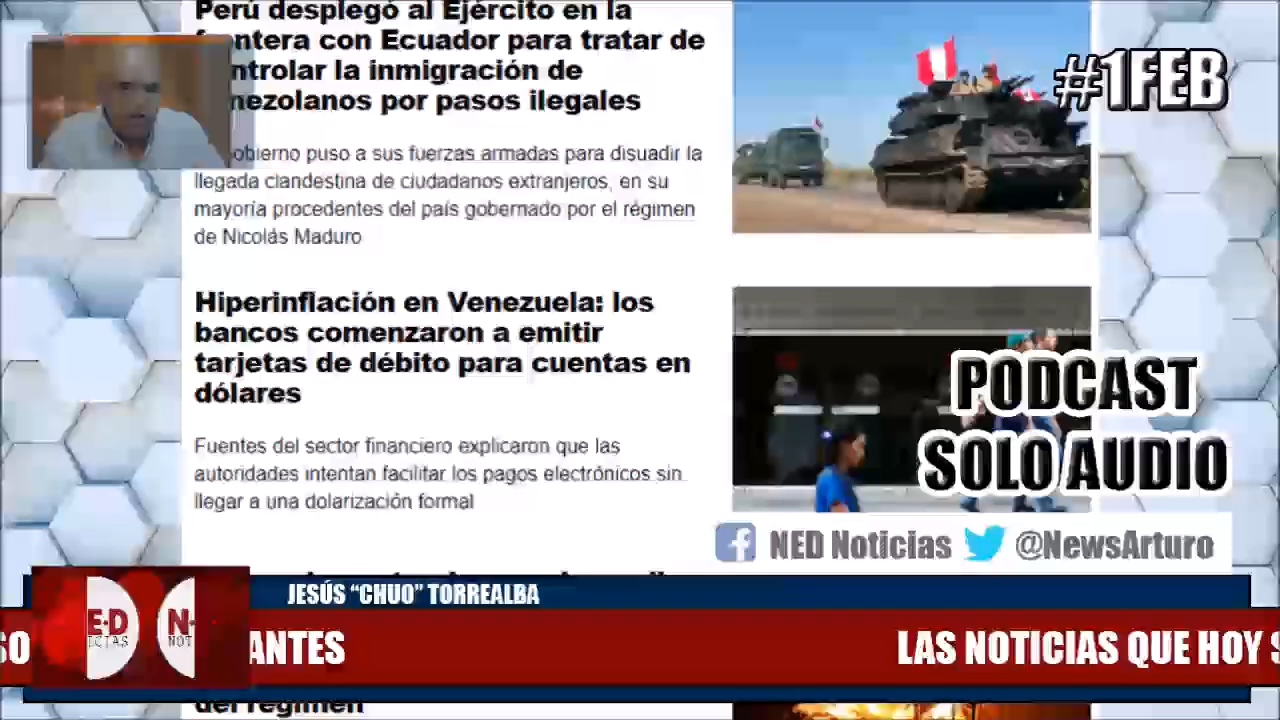 Perú desplegó al Ejército en la
frontera con Ecuador para tratar de
ntrolar la inmigración de
nezolanos por pasos ilegales
obierno puso a sus fuerzas armadas para disuadir la
llegada clandestina de ciudadanos extranjeros, en su
mayoría procedentes del país gobernado por el régimen
de Nicolás Maduro
#1FEB
Hiperinflación en Venezuela: los
bancos comenzaron a emitir
tarjetas de débito para cuentas en
dólares
Fuentes del sector financiero explicaron que las
autoridades intentan facilitar los pagos electrónicos sin
llegar a una dolarización formal
PODCAST
SOLO AUDIO
NED Noticias @NewsArturo
JESÚS “CHUO” TORREALBA
E·D N·
ICIAS NOT
SO ANTES LAS NOTICIAS QUE HOY S
del régimen